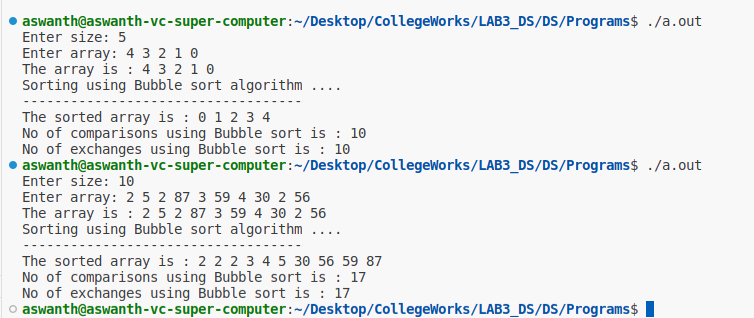 aswanth@aswanth-vc-super-computer:~/Desktop/CollegeWorks/LAB3_DS/DS/Programs$ ./a.out
Enter size: 5
Enter array: 4 3 2 1 0
The array is : 4 3 2 1 0
Sorting using Bubble sort algorithm ....
-----------------------------------
The sorted array is : 0 1 2 3 4
No of comparisons using Bubble sort is : 10
No of exchanges using Bubble sort is : 10
aswanth@aswanth-vc-super-computer:~/Desktop/CollegeWorks/LAB3_DS/DS/Programs$ ./a.out
Enter size: 10
Enter array: 2 5 2 87 3 59 4 30 2 56
The array is : 2 5 2 87 3 59 4 30 2 56
Sorting using Bubble sort algorithm ....
-----------------------------------
The sorted array is : 2 2 2 3 4 5 30 56 59 87
No of comparisons using Bubble sort is : 17
No of exchanges using Bubble sort is : 17
aswanth@aswanth-vc-super-computer:~/Desktop/CollegeWorks/LAB3_DS/DS/Programs$